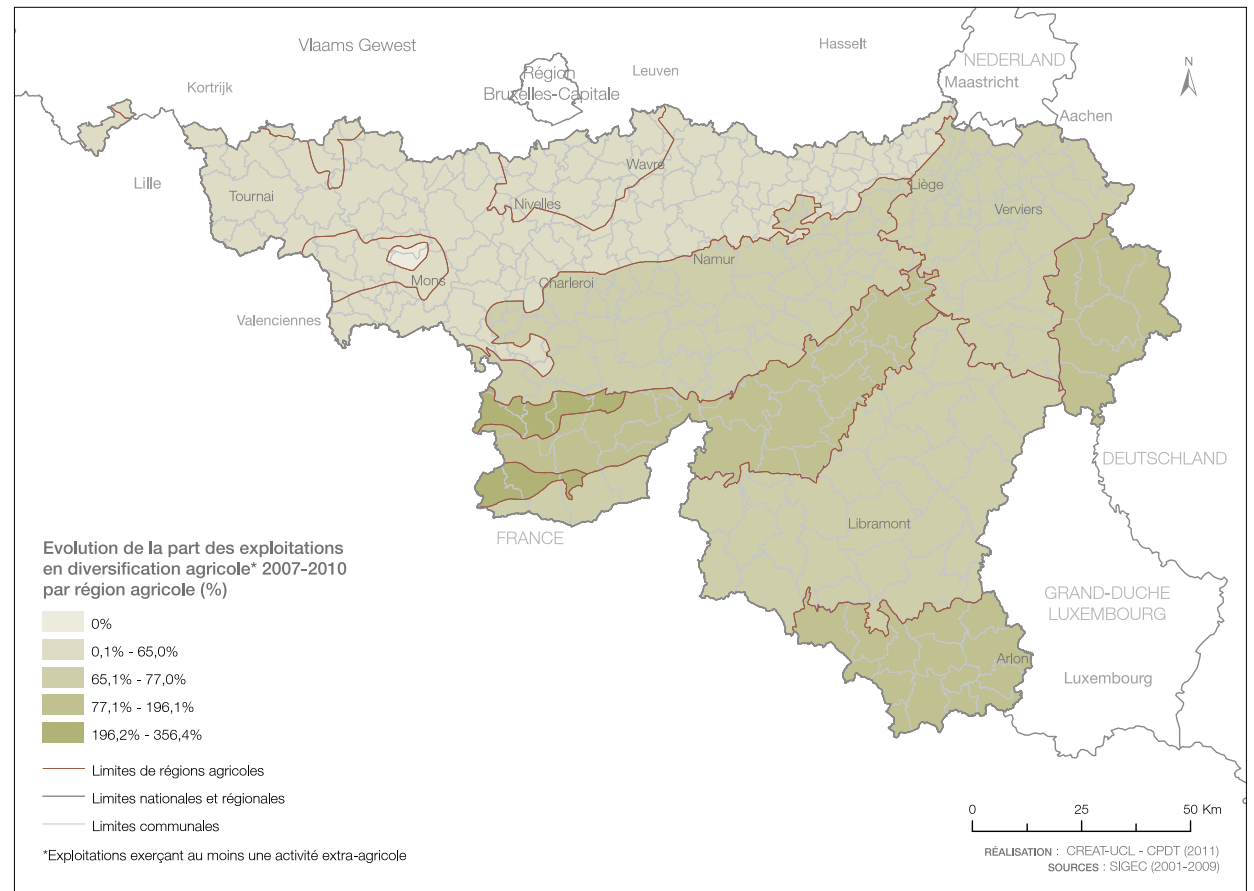 Vlaams Gewest
Hasselt
NEDERLAND
Maastricht
N
Région
Bruxelles-Capitale
Leuven
Kortrijk
Aachen
Lille
Tournai
Wavre
Nivelles
Liège
Verviers
Mons
Charleroi
Namur
Valenciennes
DEUTSCHLAND
FRANCE
Libramont
GRAND-DUCHE
LUXEMBOURG
Arlon
Luxembourg
Evolution de la part des exploitations
en diversification agricole* 2007-2010
par région agricole (%)
0%
0,1% - 65,0%
65,1% - 77,0%
77,1% - 196,1%
196,2% - 356,4%
Limites de régions agricoles
Limites nationales et régionales
Limites communales
*Exploitations exerçant au moins une activité extra-agricole
0 25 50 Km
RÉALISATION : CREAT-UCL - CPDT (2011)
SOURCES : SIGEC (2001-2009)